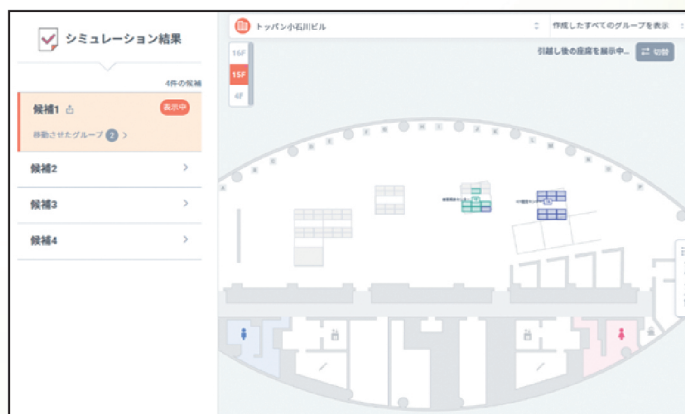 シミュレーション結果
4件の候補
候補1
表示中
移動させたグループ 2
候補2
候補3
候補4
トッパン小石川ビル
作成したすべてのグループを表示
16F
15F
4F
引越し後の座席を展示中...
切替